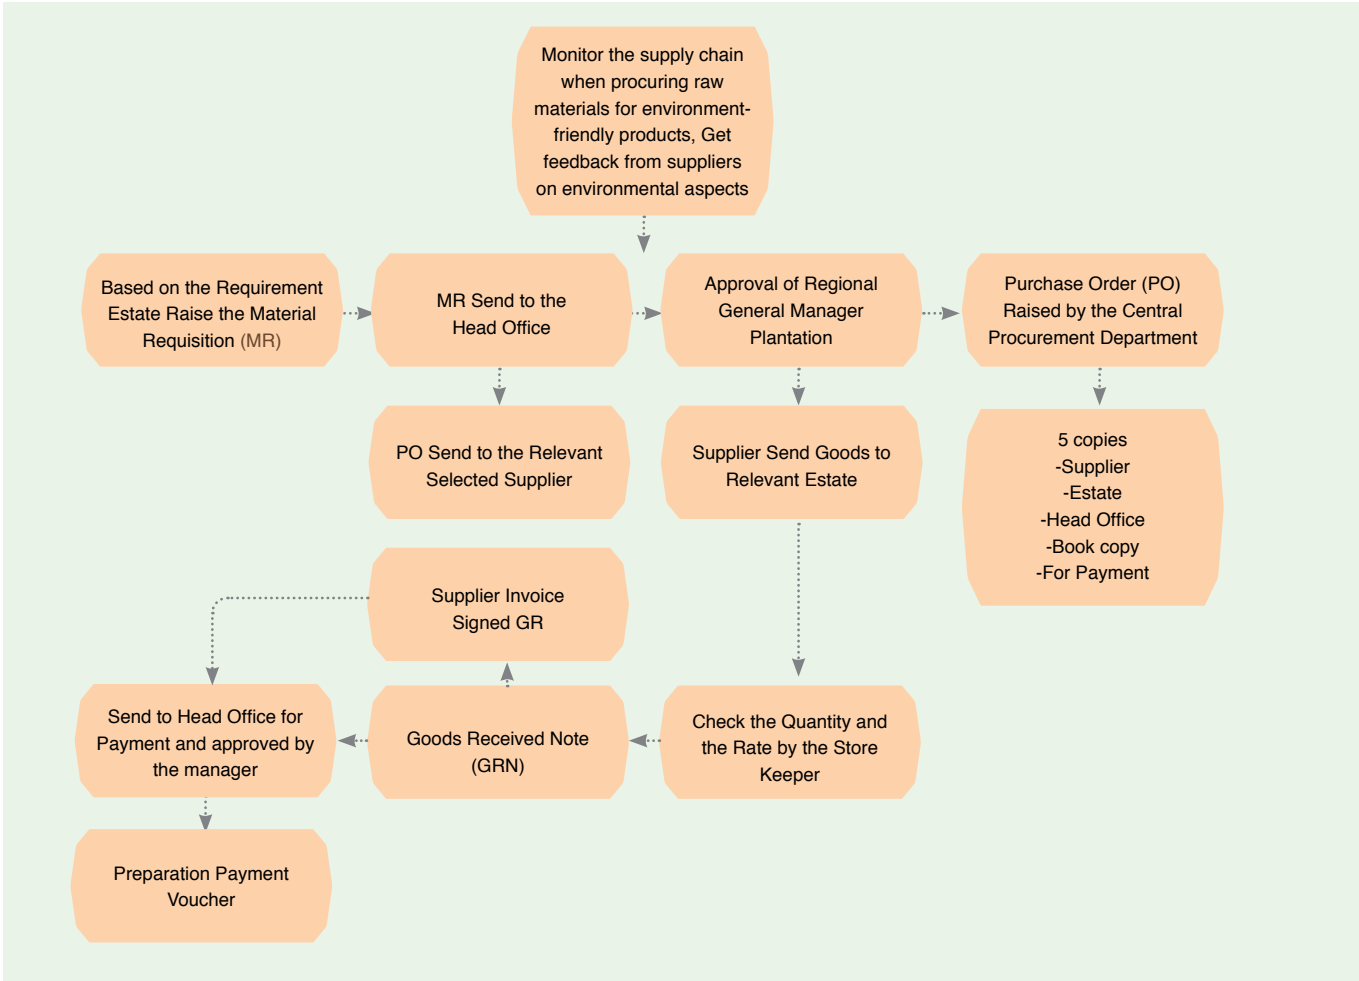 Monitor the supply chain
when procuring raw
materials for environment-
friendly products, Get
feedback from suppliers
on environmental aspects
Based on the Requirement
Estate Raise the Material
Requisition (MR)
MR Send to the
Head Office
Approval of Regional
General Manager
Plantation
Purchase Order (PO)
Raised by the Central
Procurement Department
PO Send to the Relevant
Selected Supplier
Supplier Send Goods to
Relevant Estate
5 copies
-Supplier
-Estate
-Head Office
-Book copy
-For Payment
Supplier Invoice
Signed GR
Send to Head Office for
Payment and approved by
the manager
Goods Received Note
(GRN)
Check the Quantity and
the Rate by the Store
Keeper
Preparation Payment
Voucher